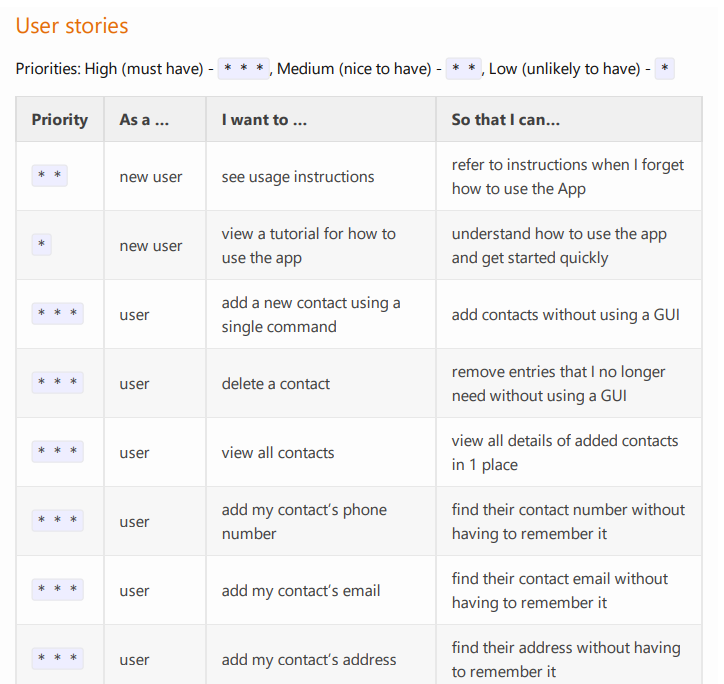 User stories
Priorities: High (must have) - * * *, Medium (nice to have) - * *, Low (unlikely to have) - *
Priority As a … I want to … So that I can…
* * new user see usage instructions refer to instructions when I forget
how to use the App
* new user view a tutorial for how to understand how to use the app
use the app and get started quickly
* * * user add a new contact using a add contacts without using a GUI
single command
* * * user delete a contact remove entries that I no longer
need without using a GUI
* * * user view all contacts view all details of added contacts
in 1 place
* * * user add my contact’s phone find their contact number without
number having to remember it
* * * user add my contact’s email find their contact email without
having to remember it
* * * user add my contact’s address find their address without having
to remember it